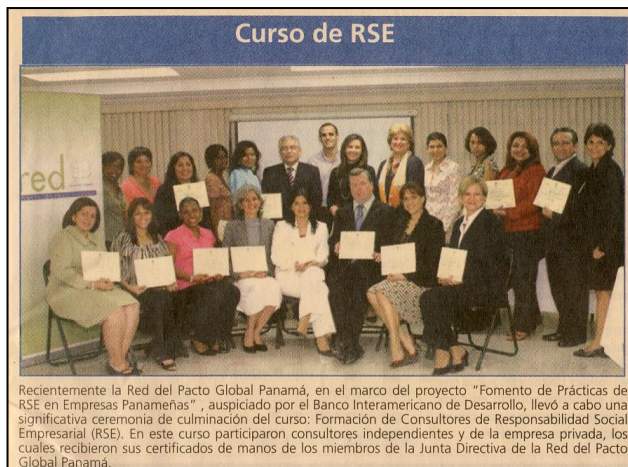 Curso de RSE
red
Recientemente la Red del Pacto Global Panamá, en el marco del proyecto "Fomento de Prácticas de
RSE en Empresas Panameñas" , auspiciado por el Banco Interamericano de Desarrollo, llevó a cabo una
significativa ceremonia de culminación del curso: Formación de Consultores de Responsabilidad Social
Empresarial (RSE). En este curso participaron consultores independientes y de la empresa privada, los
cuales recibieron sus certificados de manos de los miembros de la Junta Directiva de la Red del Pacto
Global Panamá.